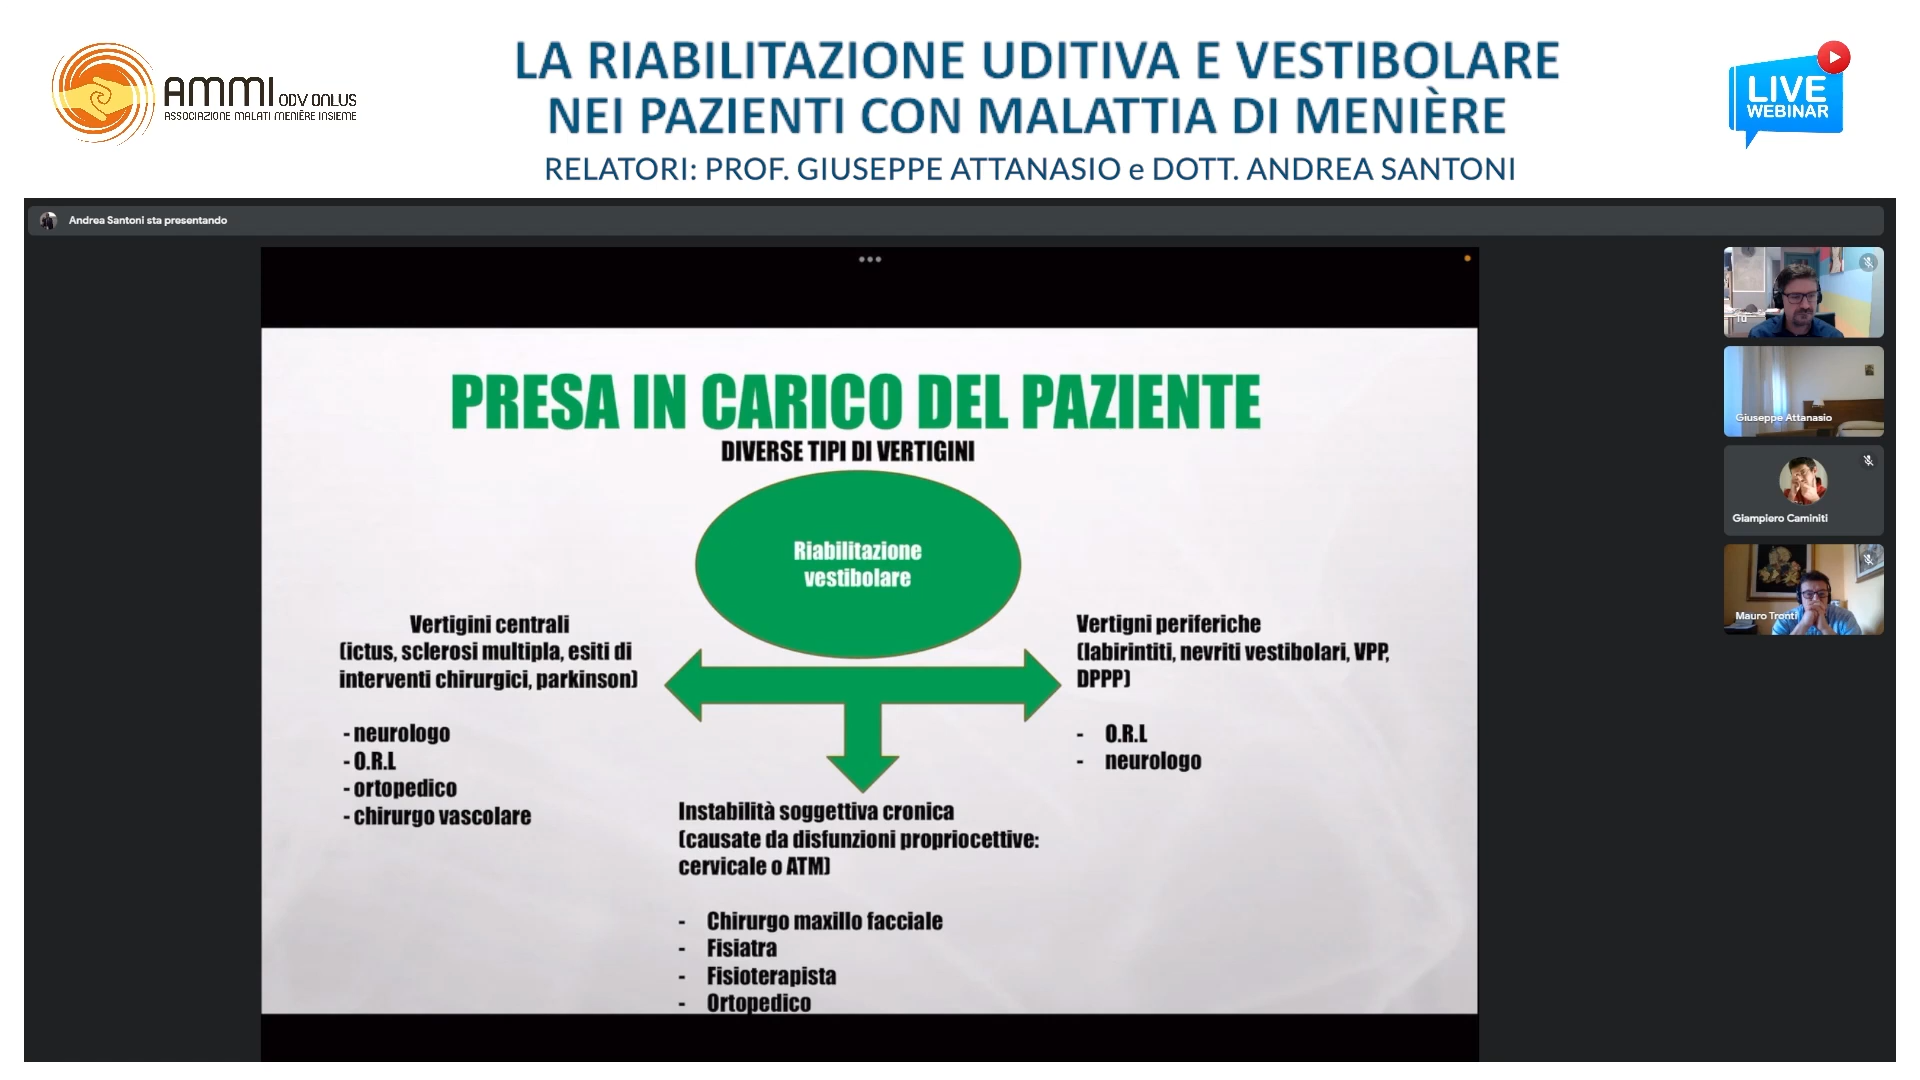 AMMI ODV ONLUS
ASSOCIAZIONE MALATI MENIÈRE INSIEME
LA RIABILITAZIONE UDITIVA E VESTIBOLARE
NEI PAZIENTI CON MALATTIA DI MENIÈRE
RELATORI: PROF. GIUSEPPE ATTANASIO e DOTT. ANDREA SANTONI
LIVE
WEBINAR
Andrea Santoni sta presentando
PRESA IN CARICO DEL PAZIENTE
DIVERSE TIPI DI VERTIGINI
Riabilitazione
vestibolare
Vertigini centrali
(ictus, sclerosi multipla, esiti di
interventi chirurgici, parkinson)
- neurologo
- O.R.L
- ortopedico
- chirurgo vascolare
Vertigni periferiche
(labirintiti, nevriti vestibolari, VPP,
DPPP)
- O.R.L
- neurologo
Instabilità soggettiva cronica
(causate da disfunzioni propriocettive:
cervicale o ATM)
- Chirurgo maxillo facciale
- Fisiatra
- Fisioterapista
- Ortopedico
Tu
Giuseppe Attanasio
Giampiero Caminiti
Mauro Tronti